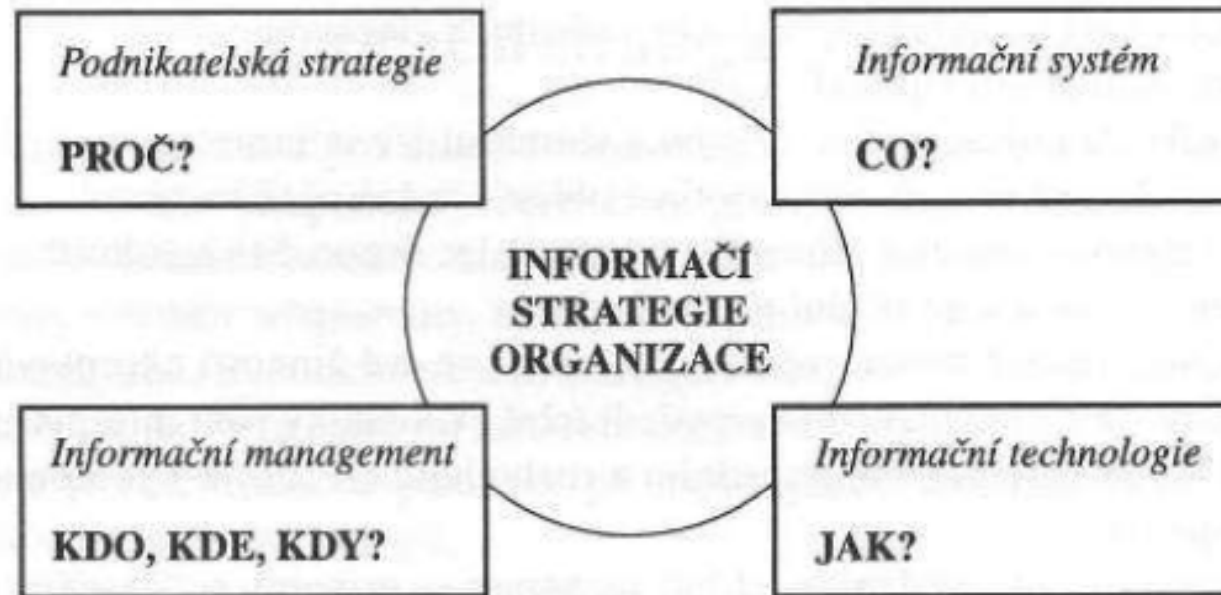 Podnikatelská strategie
PROČ?
Informační systém
CO?
INFORMAČÍ
STRATEGIE
ORGANIZACE
Informační management
KDO, KDE, KDY?
Informační technologie
JAK?